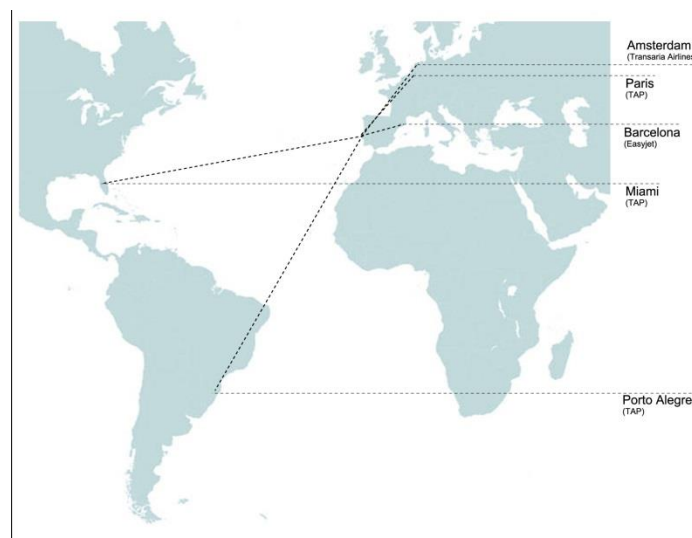 Amsterdam
(Transaria Airlines
Paris
(TAP)
Barcelona
(Easyjet)
Miami
(TAP)
Porto Alegre
(TAP)